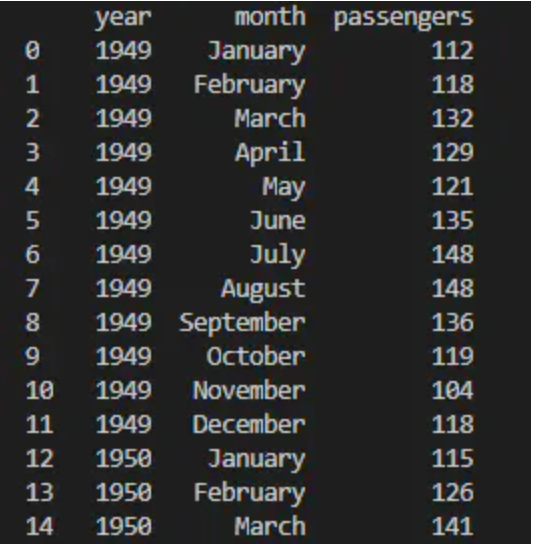 year month passengers
0 1949 January 112
1 1949 February 118
2 1949 March 132
3 1949 April 129
4 1949 May 121
5 1949 June 135
6 1949 July 148
7 1949 August 148
8 1949 September 136
9 1949 October 119
10 1949 November 104
11 1949 December 118
12 1950 January 115
13 1950 February 126
14 1950 March 141